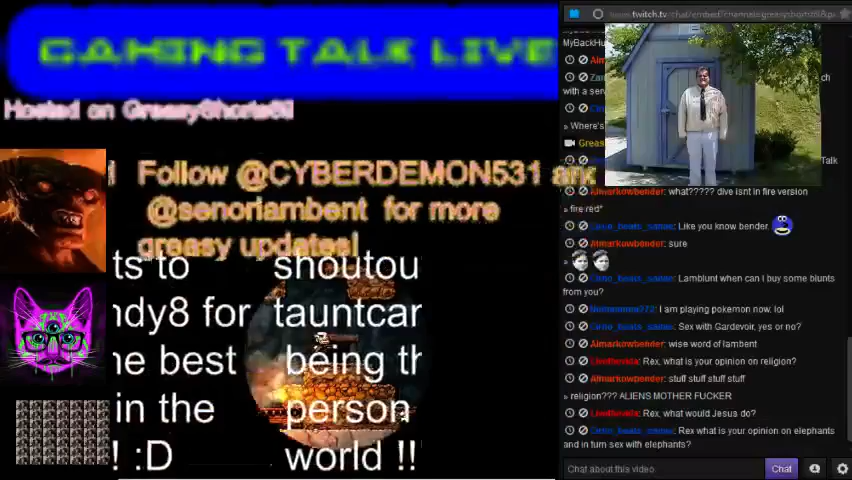 GAMING TALK LIVE
Hosted on GreasyShorts69
Follow @CYBERDEMON531 and
@senorlambent for more
greasy updates!
ts to
shoutou
ndy8 for
tauntcar
he best
being th
in the
person
! :D
world !!
MyBackHu
with a ser
Where's
Talk
Almarkowbender: what????? dive isnt in fire version
fire red*
Like you know bender.
Almarkowbender: sure
Lamblunt when can I buy some blunts
from you?
I am playing pokemon now. lol
Sex with Gardevoir, yes or no?
Almarkowbender: wise word of lambent
Rex, what is your opinion on religion?
Almarkowbender: stuff stuff stuff stuff
religion??? ALIENS MOTHER FUCKER
Rex, what would Jesus do?
Rex what is your opinion on elephants
and in turn sex with elephants?
Chat about this video
Chat